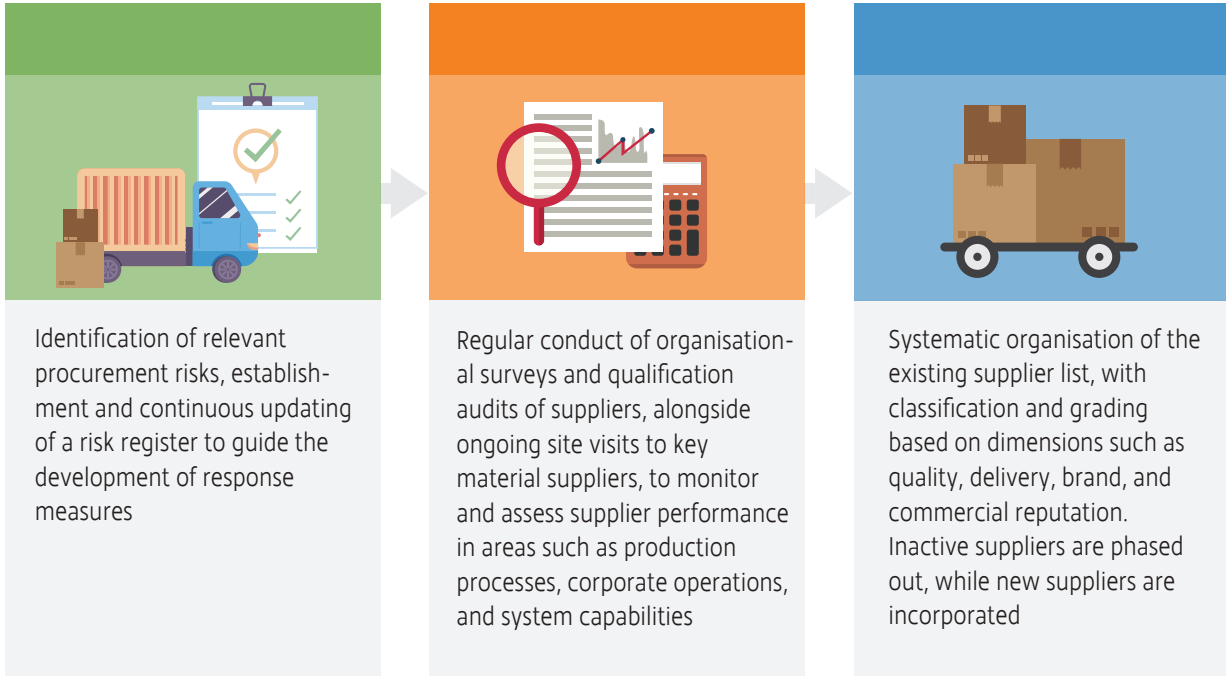 Identification of relevant
procurement risks, establish-
ment and continuous updating
of a risk register to guide the
development of response
measures
Regular conduct of organisation-
al surveys and qualification
audits of suppliers, alongside
ongoing site visits to key
material suppliers, to monitor
and assess supplier performance
in areas such as production
processes, corporate operations,
and system capabilities
Systematic organisation of the
existing supplier list, with
classification and grading
based on dimensions such as
quality, delivery, brand, and
commercial reputation.
Inactive suppliers are phased
out, while new suppliers are
incorporated